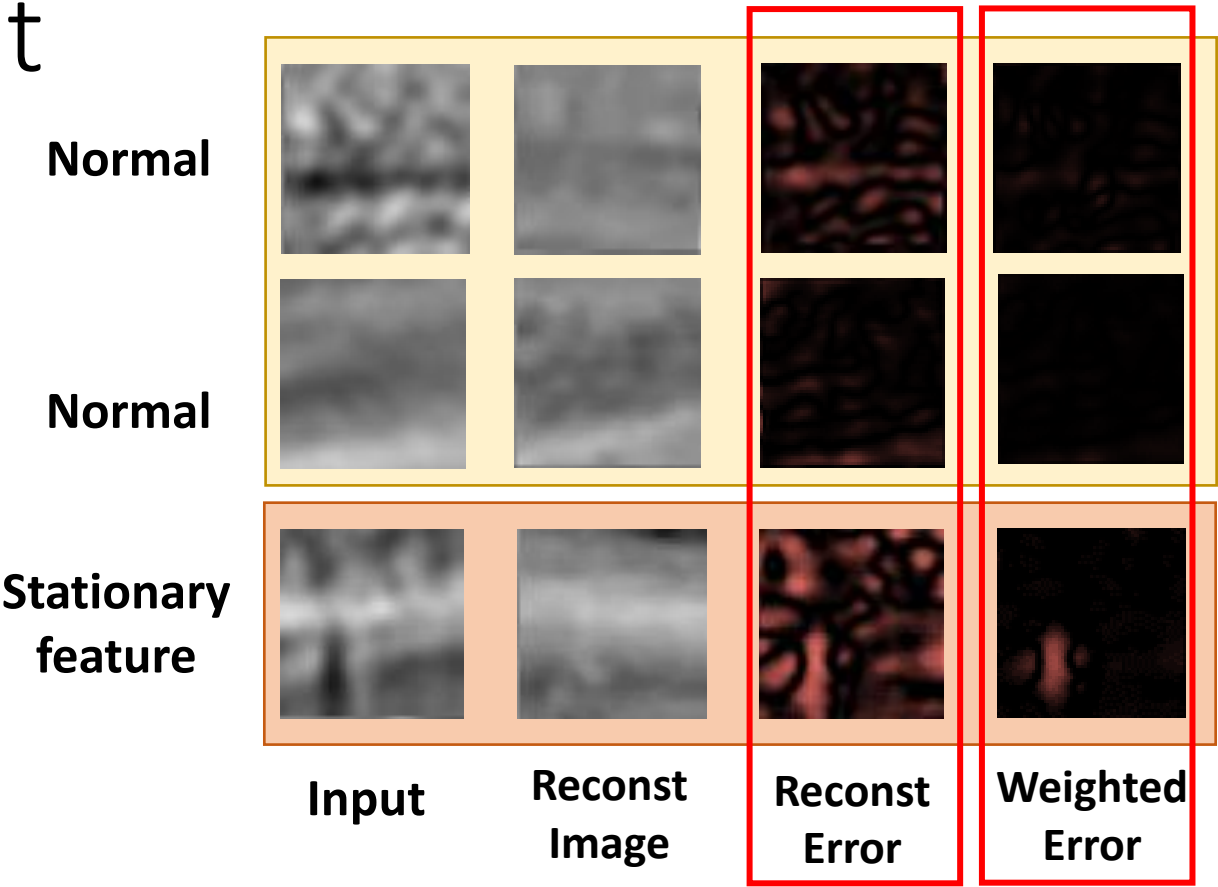 t
Normal
Normal
Stationary
feature
Input
Reconst
Image
Reconst
Error
Weighted
Error